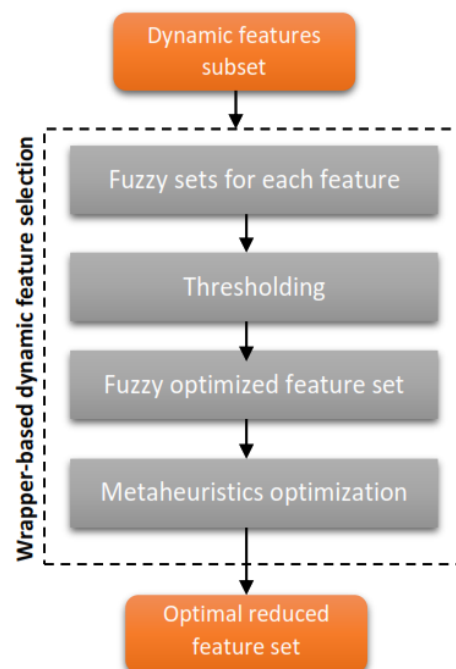 Dynamic features
subset
Wrapper-based dynamic feature selection
Fuzzy sets for each feature
Thresholding
Fuzzy optimized feature set
Metaheuristics optimization
Optimal reduced
feature set